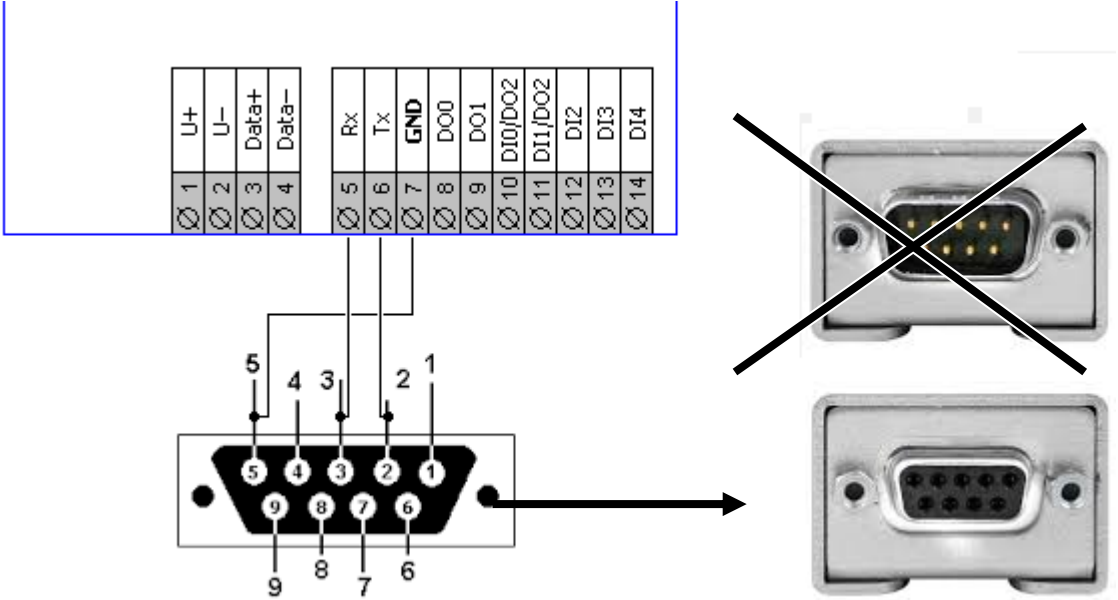 U+ U− Data+ Data− Rx Tx GND DO0 DO1 DI0/DO2 DI1/DO2 DI2 DI3 DI4
Ø 1 Ø 2 Ø 3 Ø 4 Ø 5 Ø 6 Ø 7 Ø 8 Ø 9 Ø 10 Ø 11 Ø 12 Ø 13 Ø 14
5 4 3 2 1
5 4 3 2 1
9 8 7 6
9 8 7 6